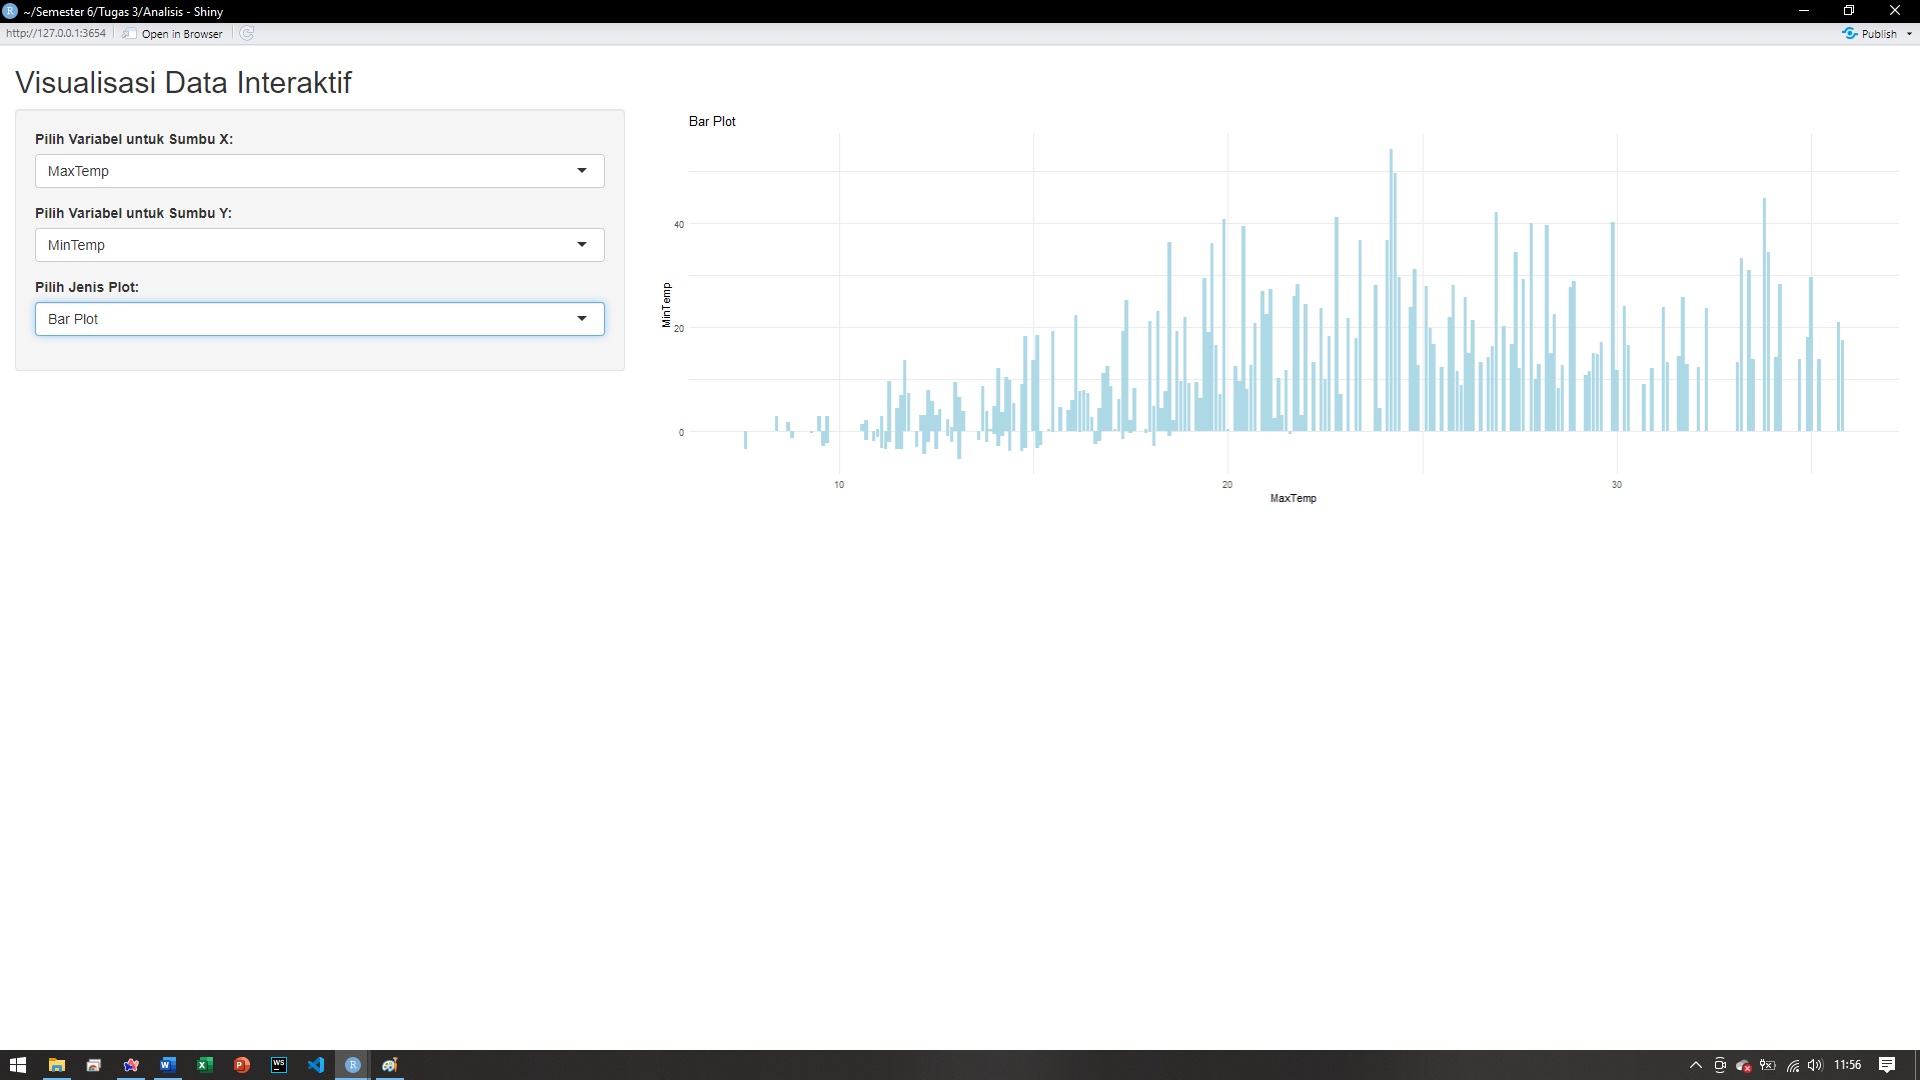 ~/Semester 6/Tugas 3/Analisis - Shiny
http://127.0.0.1:3654
Open in Browser
Publish
Visualisasi Data Interaktif
Pilih Variabel untuk Sumbu X:
MaxTemp
Pilih Variabel untuk Sumbu Y:
MinTemp
Pilih Jenis Plot:
Bar Plot
Bar Plot
MinTemp
40
20
0
10
20
30
MaxTemp
11:56